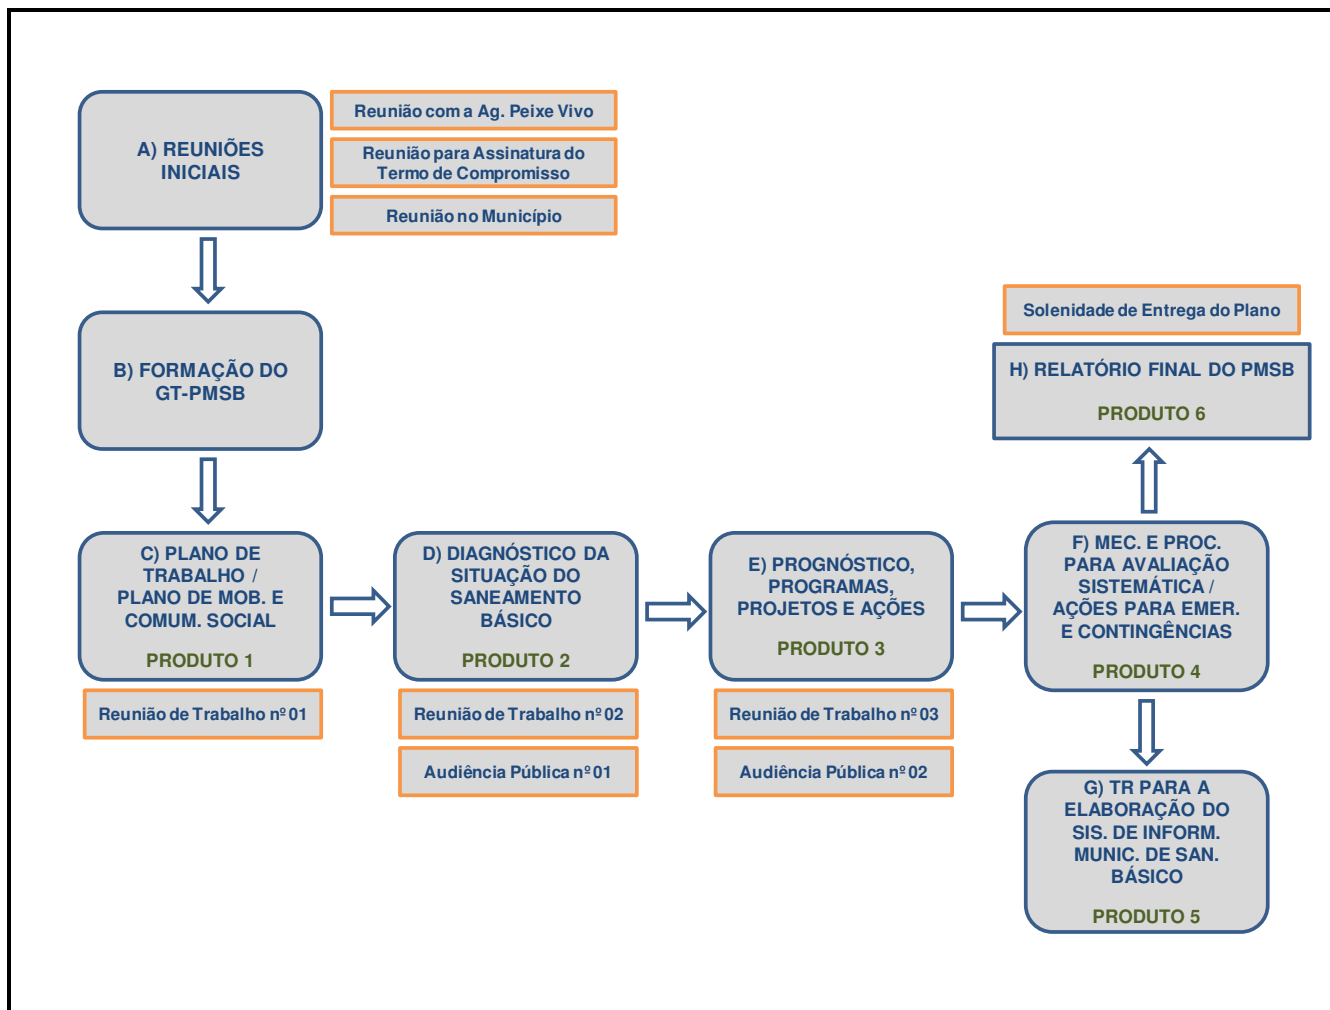 A) REUNIÕES
INICIAIS
Reunião com a Ag. Peixe Vivo
Reunião para Assinatura do
Termo de Compromisso
Reunião no Município
B) FORMAÇÃO DO
GT-PMSB
C) PLANO DE
TRABALHO /
PLANO DE MOB. E
COMUM. SOCIAL
PRODUTO 1
Reunião de Trabalho nº 01
D) DIAGNÓSTICO DA
SITUAÇÃO DO
SANEAMENTO
BÁSICO
PRODUTO 2
Reunião de Trabalho nº 02
Audiência Pública nº 01
E) PROGNÓSTICO,
PROGRAMAS,
PROJETOS E AÇÕES
PRODUTO 3
Reunião de Trabalho nº 03
Audiência Pública nº 02
F) MEC. E PROC.
PARA AVALIAÇÃO
SISTEMÁTICA /
AÇÕES PARA EMER.
E CONTINGÊNCIAS
PRODUTO 4
G) TR PARA A
ELABORAÇÃO DO
SIS. DE INFORM.
MUNIC. DE SAN.
BÁSICO
PRODUTO 5
Solenidade de Entrega do Plano
H) RELATÓRIO FINAL DO PMSB
PRODUTO 6